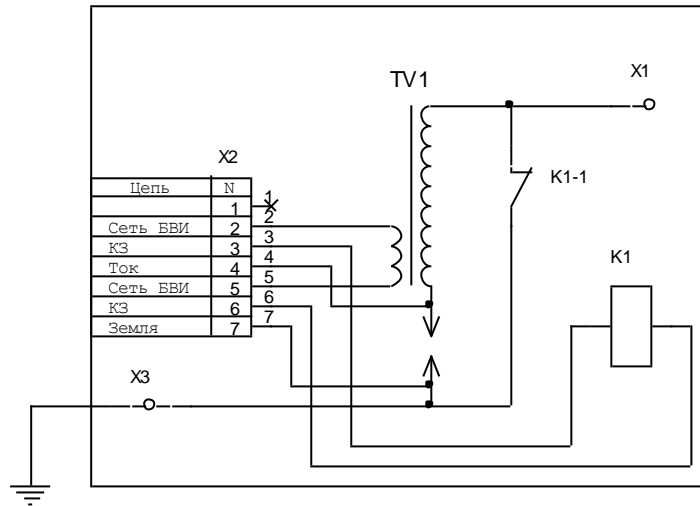 TV1
X1
X2
K1-1
Цепь N
1 1
Сеть БВИ 2 2
КЗ 3 3
Ток 4 4
Сеть БВИ 5 5
КЗ 6 6
Земля 7 7
K1
X3